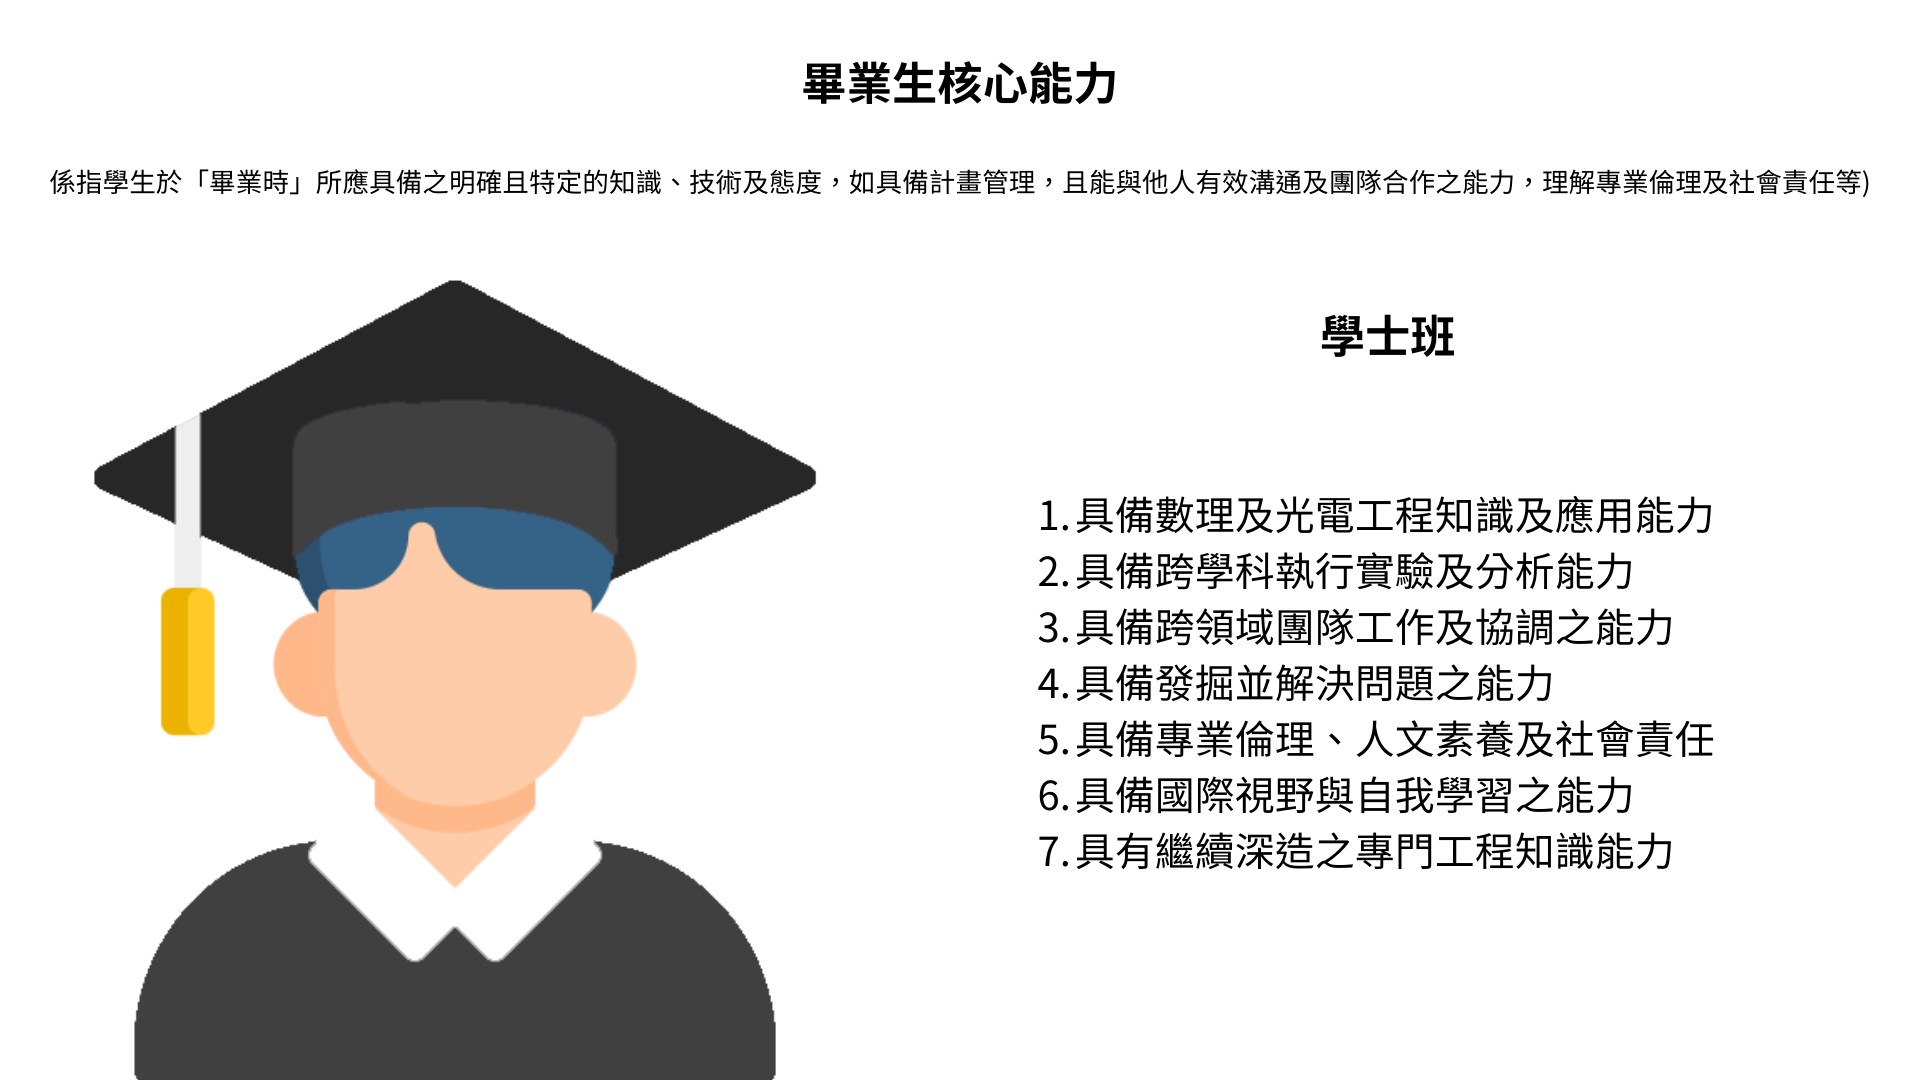 畢業生核心能力
係指學生於「畢業時」所應具備之明確且特定的知識、技術及態度，如具備計畫管理，且能與他人有效溝通及團隊合作之能力，理解專業倫理及社會責任等)
學士班
1.具備數理及光電工程知識及應用能力
2.具備跨學科執行實驗及分析能力
3.具備跨領域團隊工作及協調之能力
4.具備發掘並解決問題之能力
5.具備專業倫理、人文素養及社會責任
6.具備國際視野與自我學習之能力
7.具有繼續深造之專門工程知識能力